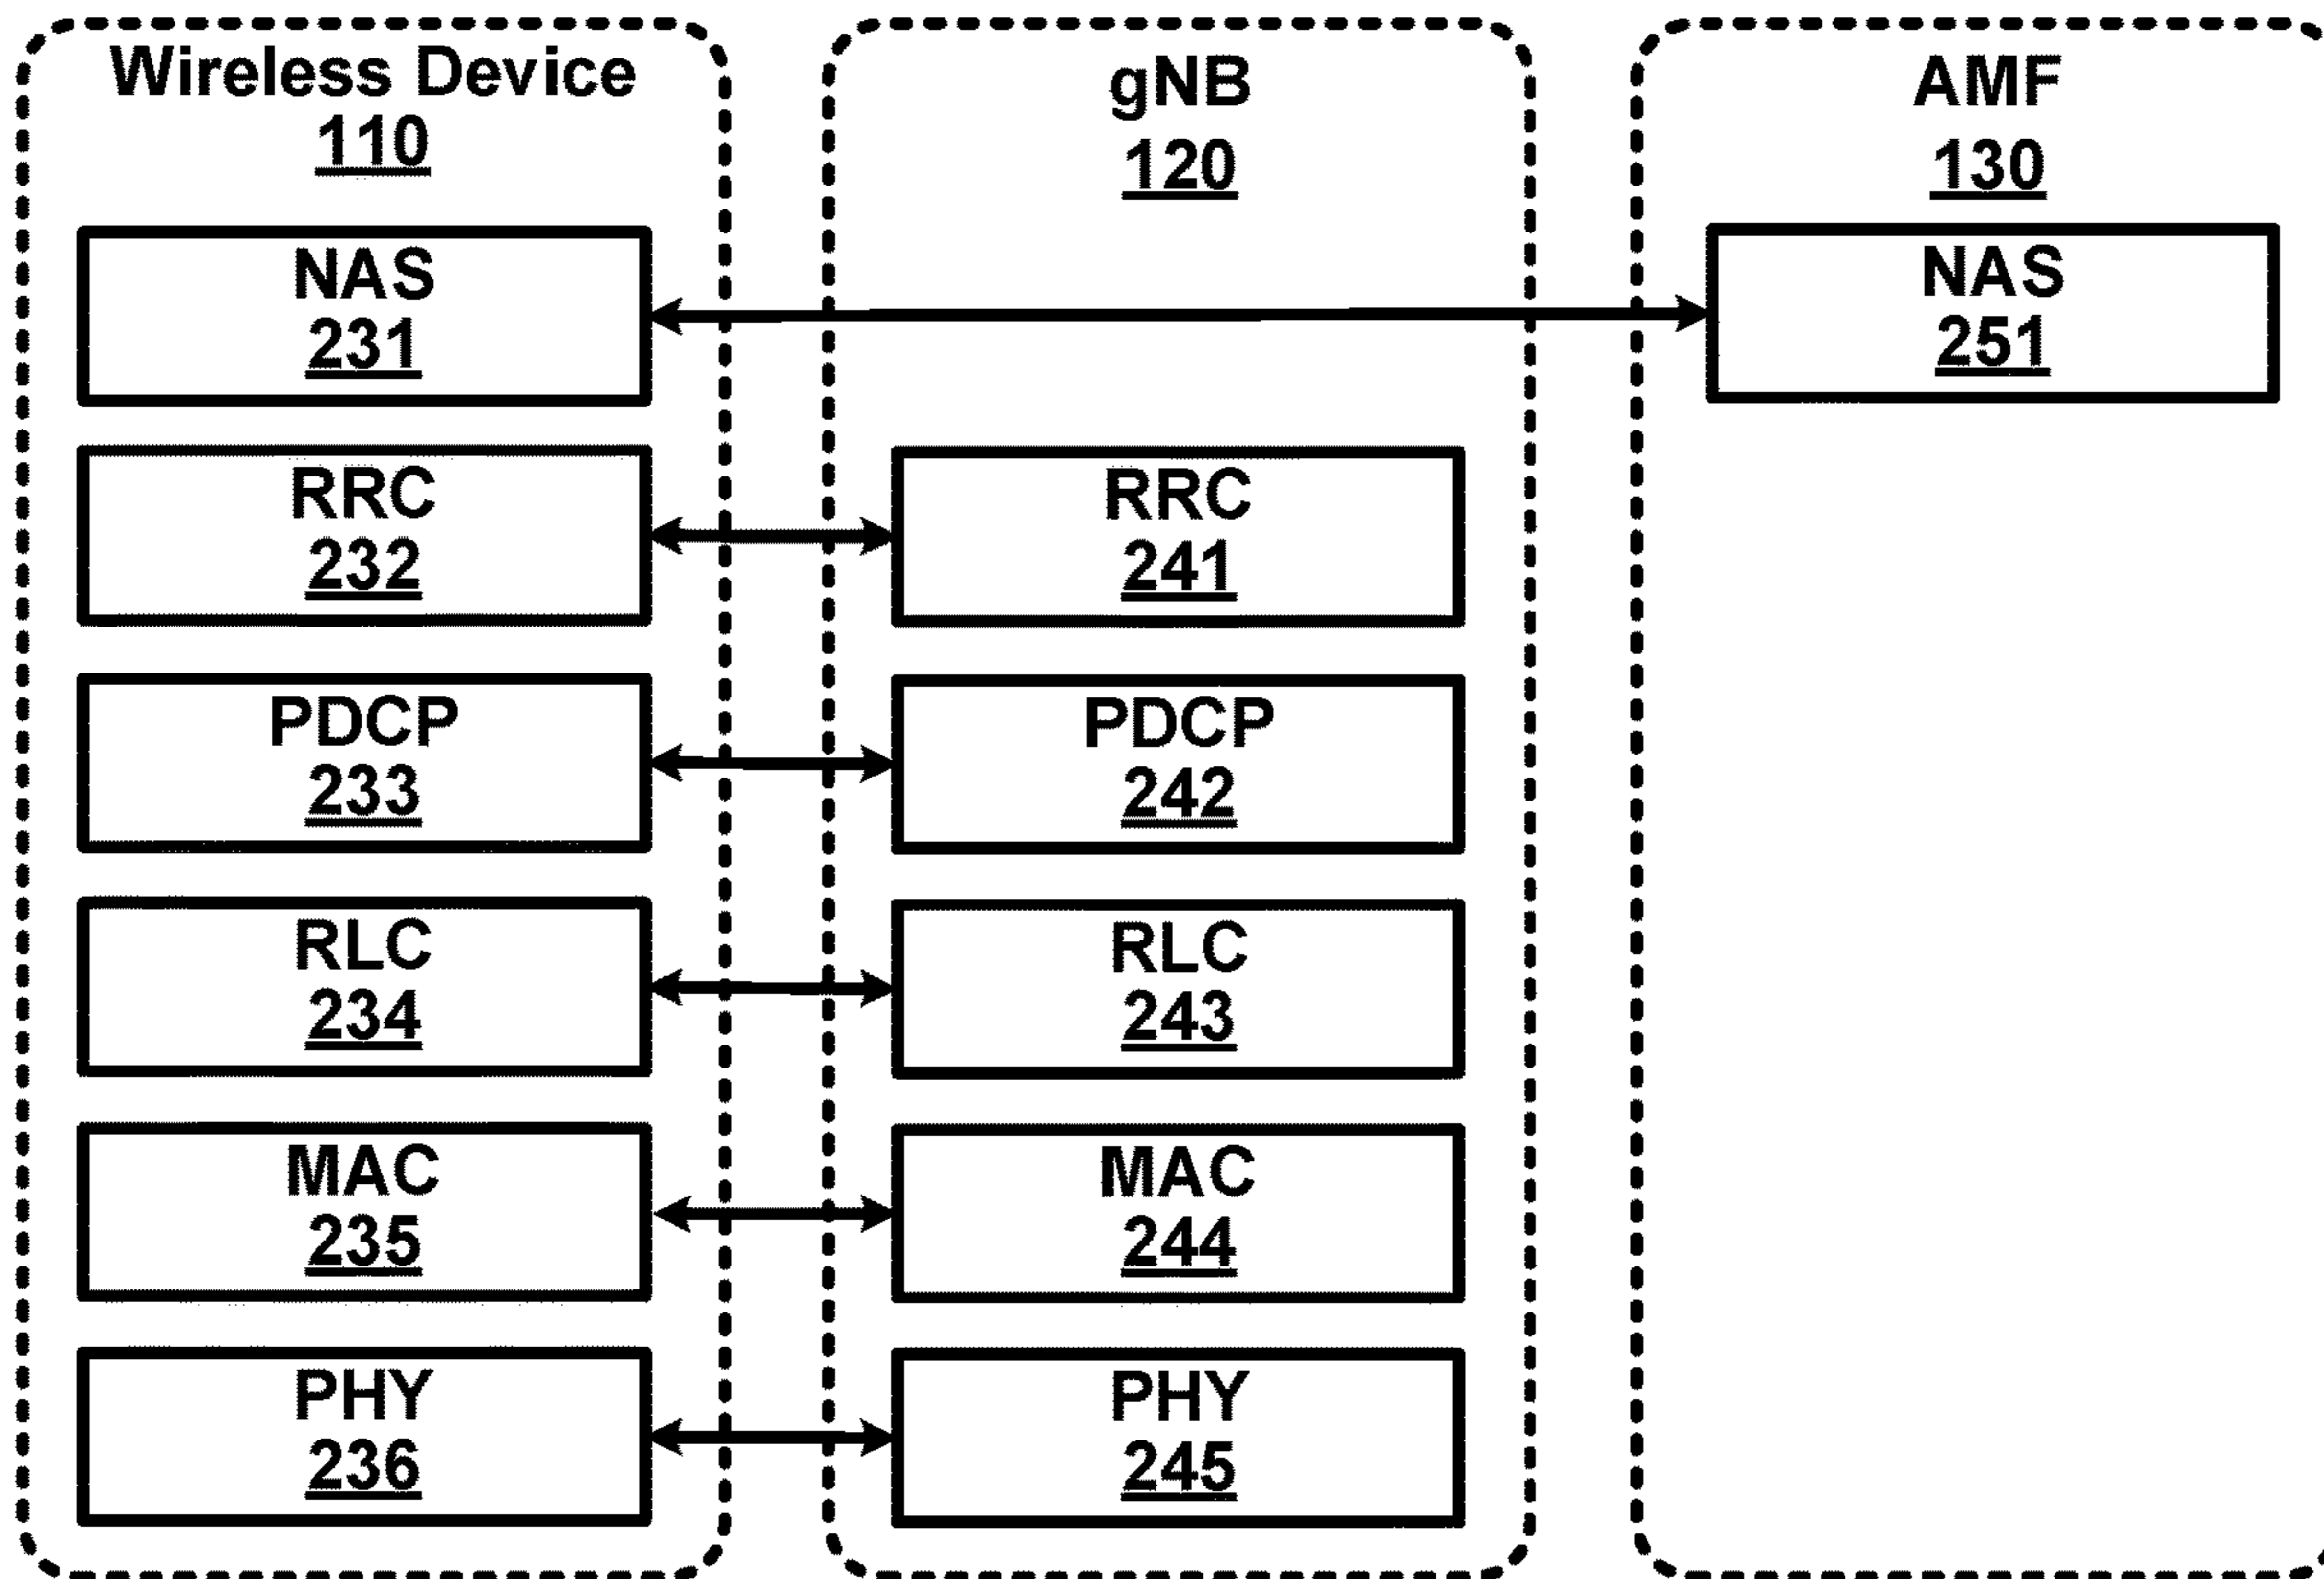 Wireless Device
110
gNB
120
AMF
130
NAS
231
NAS
251
RRC
232
RRC
241
PDCP
233
PDCP
242
RLC
234
RLC
243
MAC
235
MAC
244
PHY
236
PHY
245